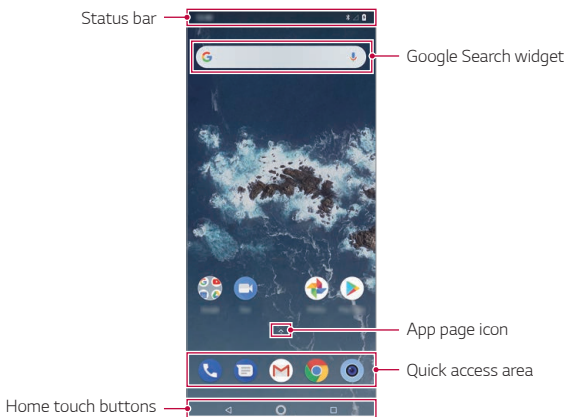 Status bar
Google Search widget
App page icon
Quick access area
Home touch buttons